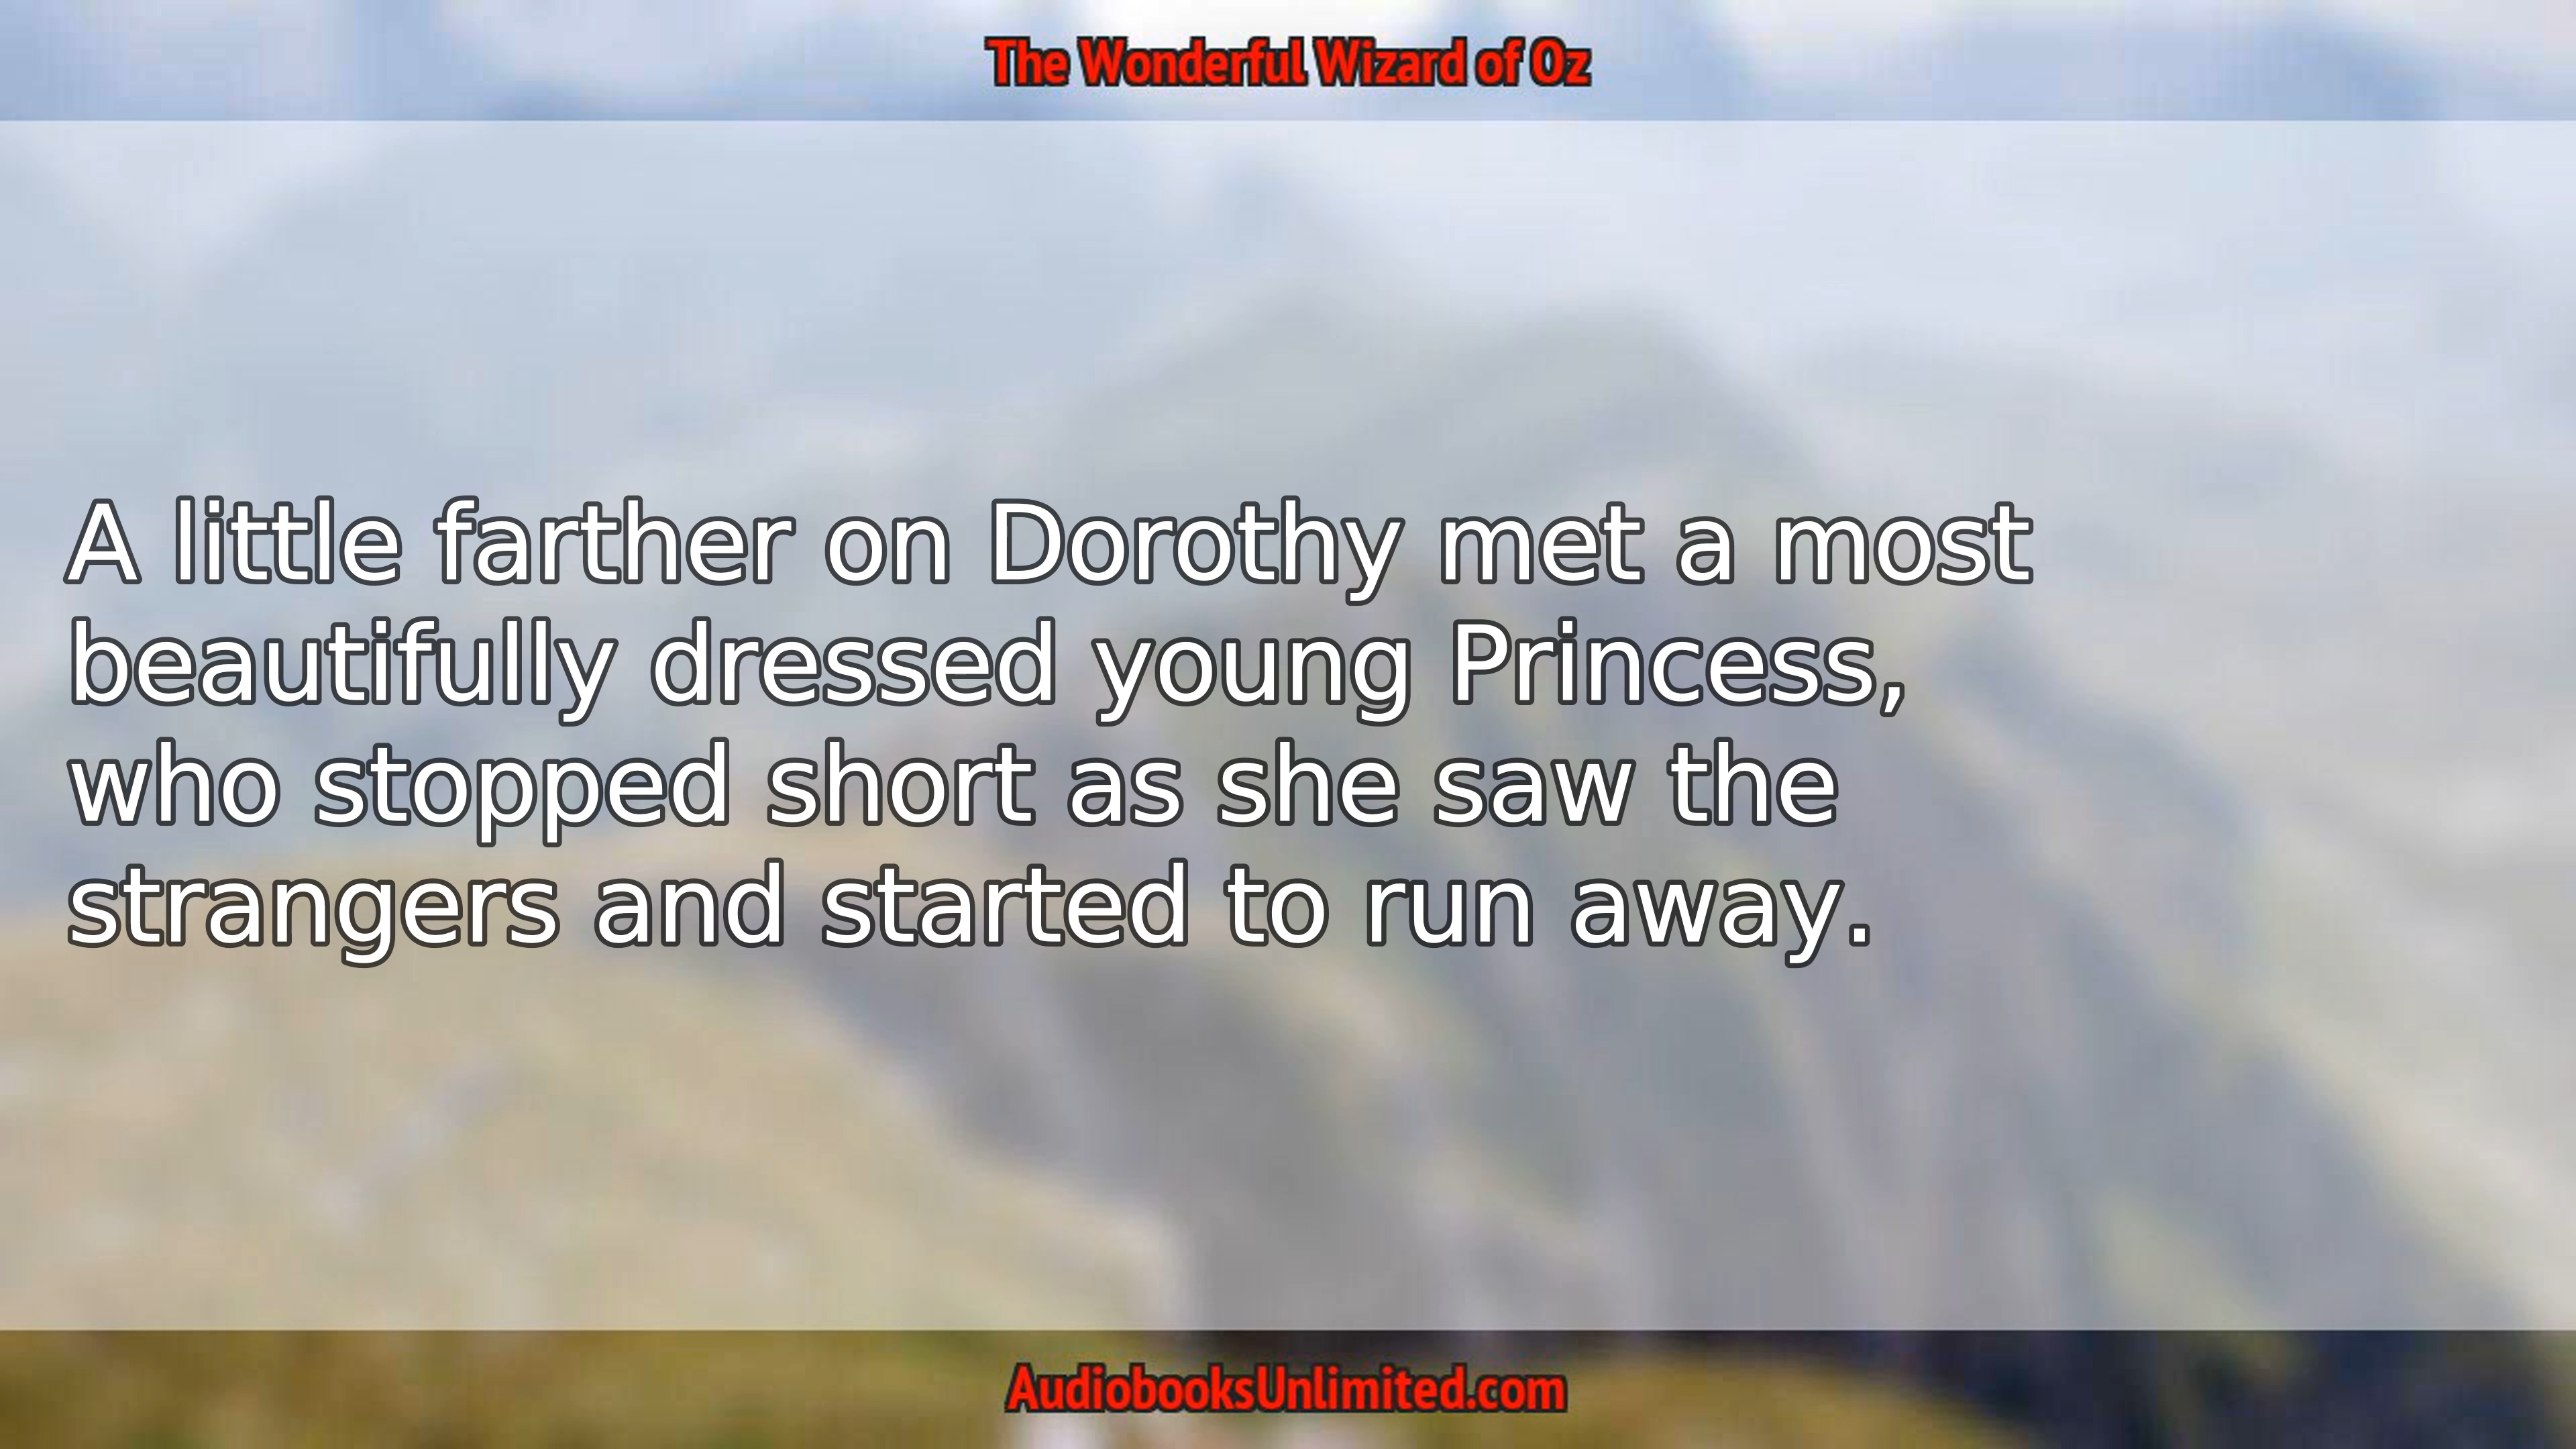 The Wonderful Wizard of Oz
A little farther on Dorothy met a most
beautifully dressed young Princess,
who stopped short as she saw the
strangers and started to run away.
AudiobooksUnlimited.com